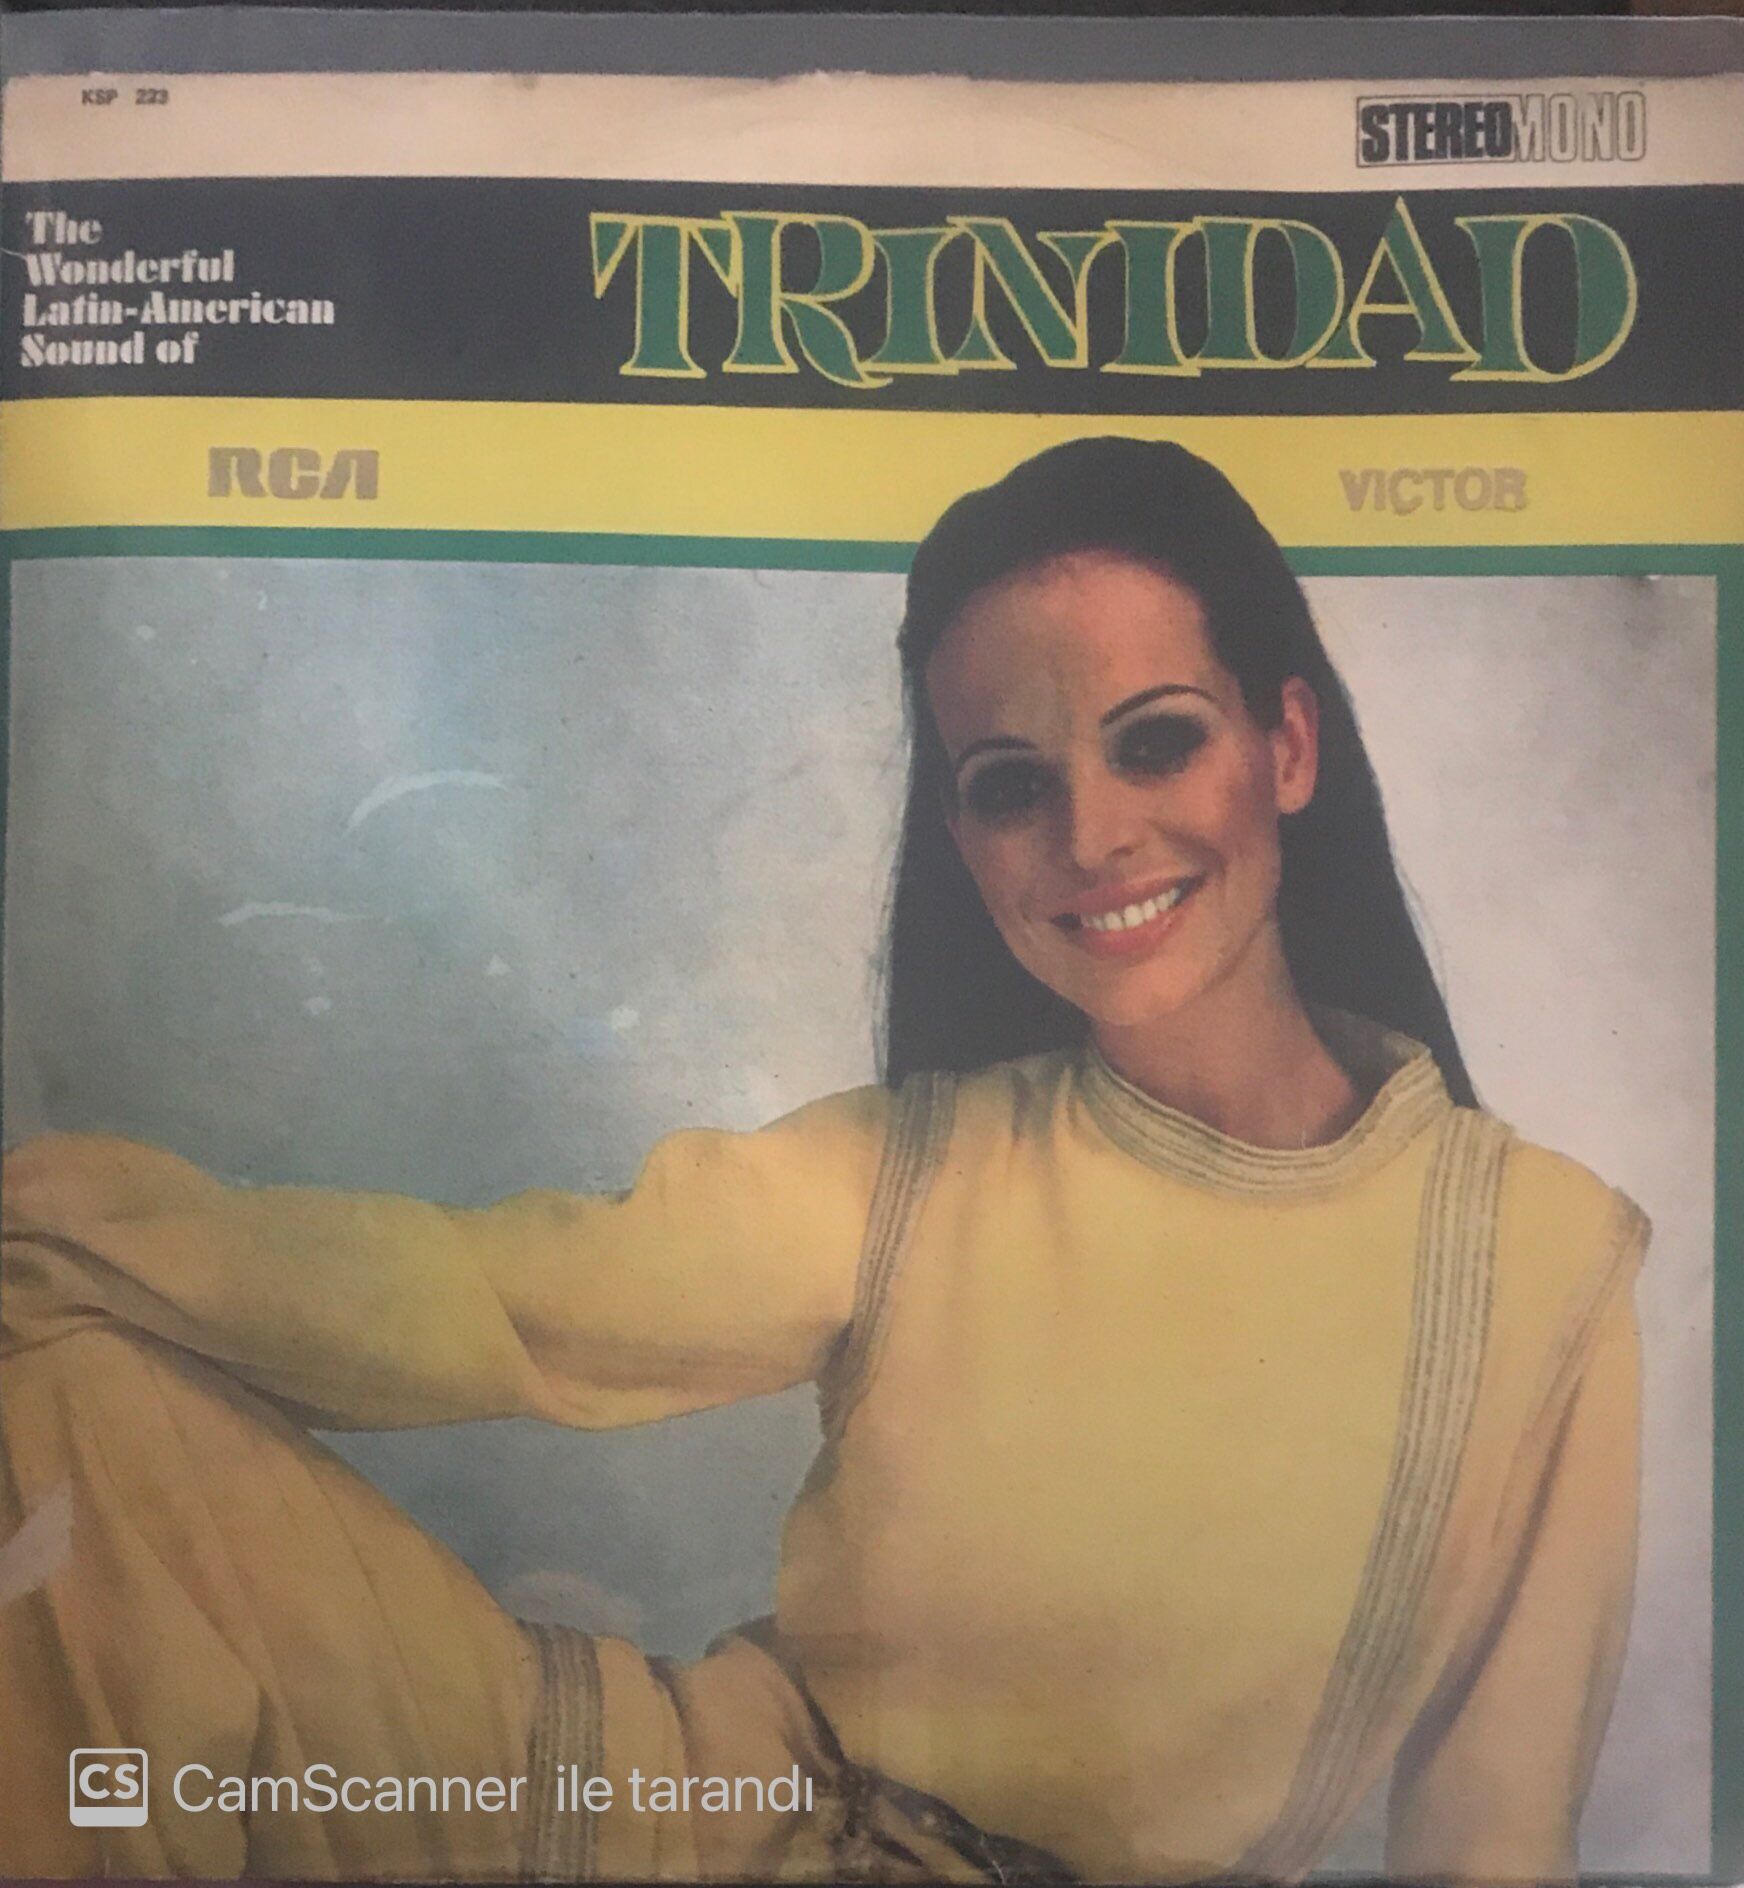 KSP 223
STEREO MONO
The
Wonderful
Latin-American
Sound of
TRINIDAD
RCA
VICTOR
CS CamScanner ile tarandı